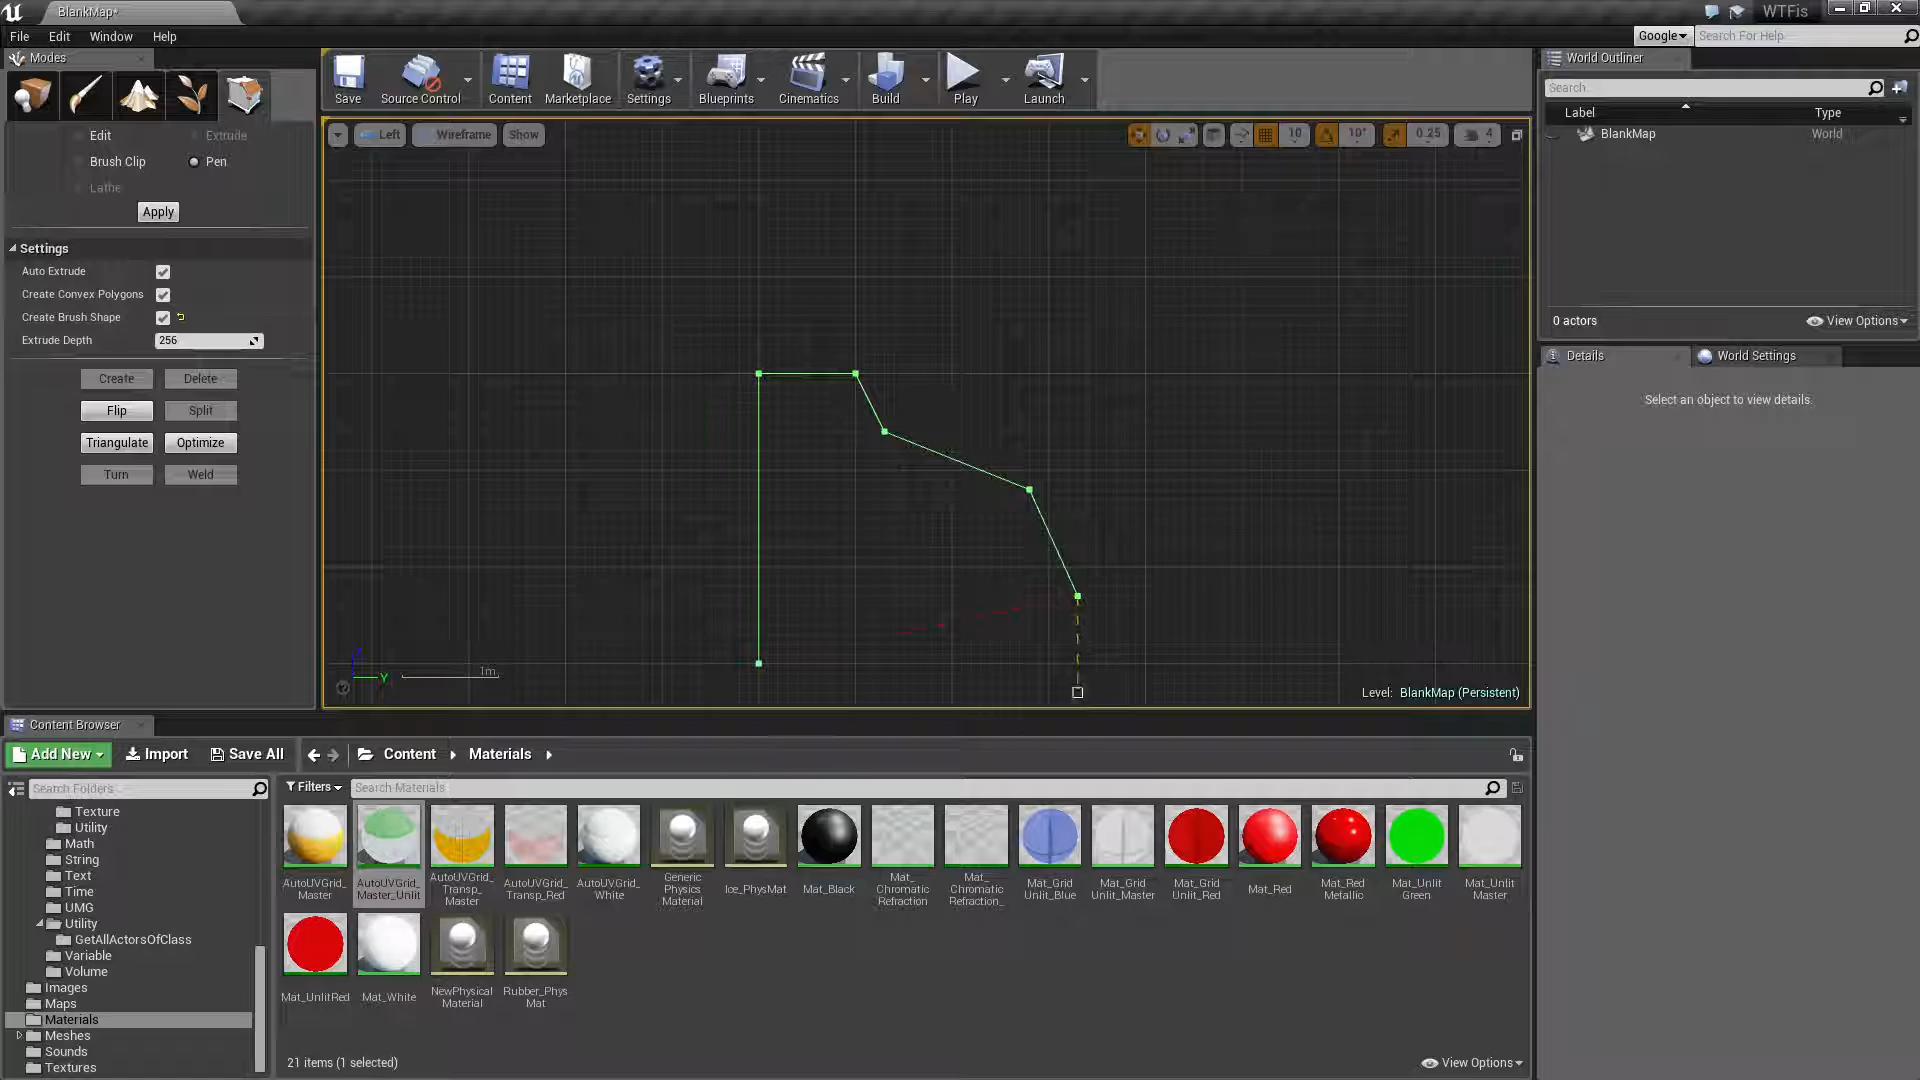 BlankMap*
WTFis
File Edit Window Help
Google
Search For Help
Modes
Edit
Extrude
Brush Clip
Pen
Lathe
Apply
Settings
Auto Extrude
Create Convex Polygons
Create Brush Shape
Extrude Depth
256
Create
Delete
Flip
Split
Triangulate
Optimize
Turn
Weld
Save
Source Control
Content
Marketplace
Settings
Blueprints
Cinematics
Build
Play
Launch
Left
Wireframe
Show
10
10°
0.25
4
Y
1m
Level: BlankMap (Persistent)
World Outliner
Search...
Label
Type
BlankMap
World
0 actors
View Options
Details
World Settings
Select an object to view details.
Content Browser
Add New
Import
Save All
Content
Materials
Search Folders
Filters
Search Materials
Texture
Utility
Math
String
Text
Time
UMG
Utility
GetAllActorsOfClass
Variable
Volume
Images
Maps
Materials
Meshes
Sounds
Textures
AutoUVGrid_
Master
AutoUVGrid_
Master_Unlit
AutoUVGrid_
Transp_
Master
AutoUVGrid_
Transp_Red
AutoUVGrid_
White
Generic
Physics
Material
Ice_PhysMat
Mat_Black
Mat_
Chromatic
Refraction
Mat_
Chromatic
Refraction_
Mat_Grid
Unlit_Blue
Mat_Grid
Unlit_Master
Mat_Grid
Unlit_Red
Mat_Red
Mat_Red
Metallic
Mat_Unlit
Green
Mat_Unlit
Master
Mat_UnlitRed
Mat_White
NewPhysical
Material
Rubber_Phys
Mat
21 items (1 selected)
View Options